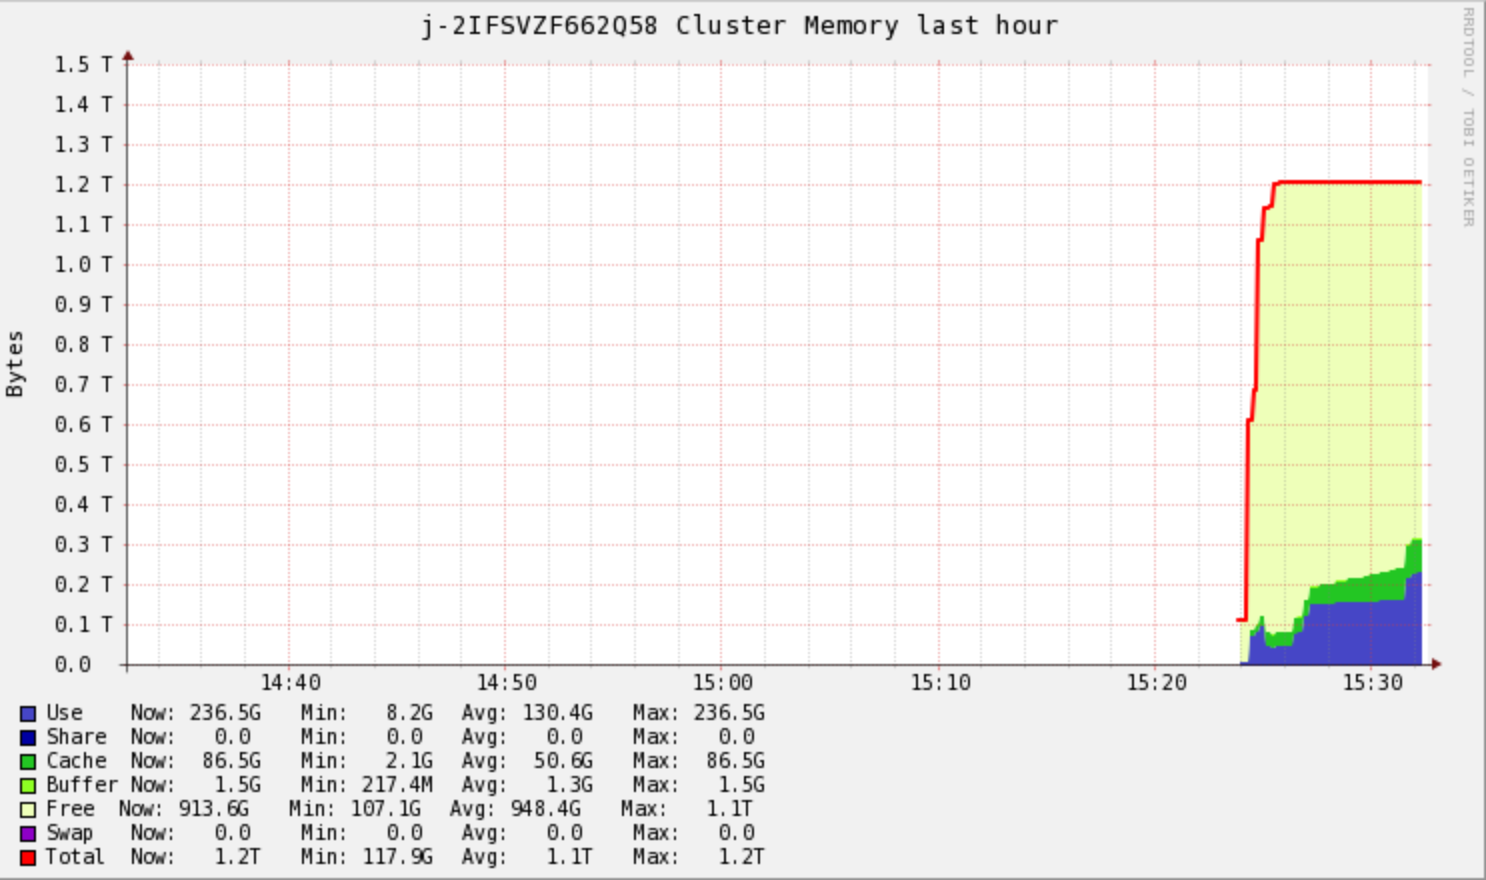 j-2IFSVZF662Q58 Cluster Memory last hour
RRDTOOL / TOBI OETIKER
Bytes
1.5 T
1.4 T
1.3 T
1.2 T
1.1 T
1.0 T
0.9 T
0.8 T
0.7 T
0.6 T
0.5 T
0.4 T
0.3 T
0.2 T
0.1 T
0.0
14:40 14:50 15:00 15:10 15:20 15:30
Use Now: 236.5G Min: 8.2G Avg: 130.4G Max: 236.5G
Share Now: 0.0 Min: 0.0 Avg: 0.0 Max: 0.0
Cache Now: 86.5G Min: 2.1G Avg: 50.6G Max: 86.5G
Buffer Now: 1.5G Min: 217.4M Avg: 1.3G Max: 1.5G
Free Now: 913.6G Min: 107.1G Avg: 948.4G Max: 1.1T
Swap Now: 0.0 Min: 0.0 Avg: 0.0 Max: 0.0
Total Now: 1.2T Min: 117.9G Avg: 1.1T Max: 1.2T